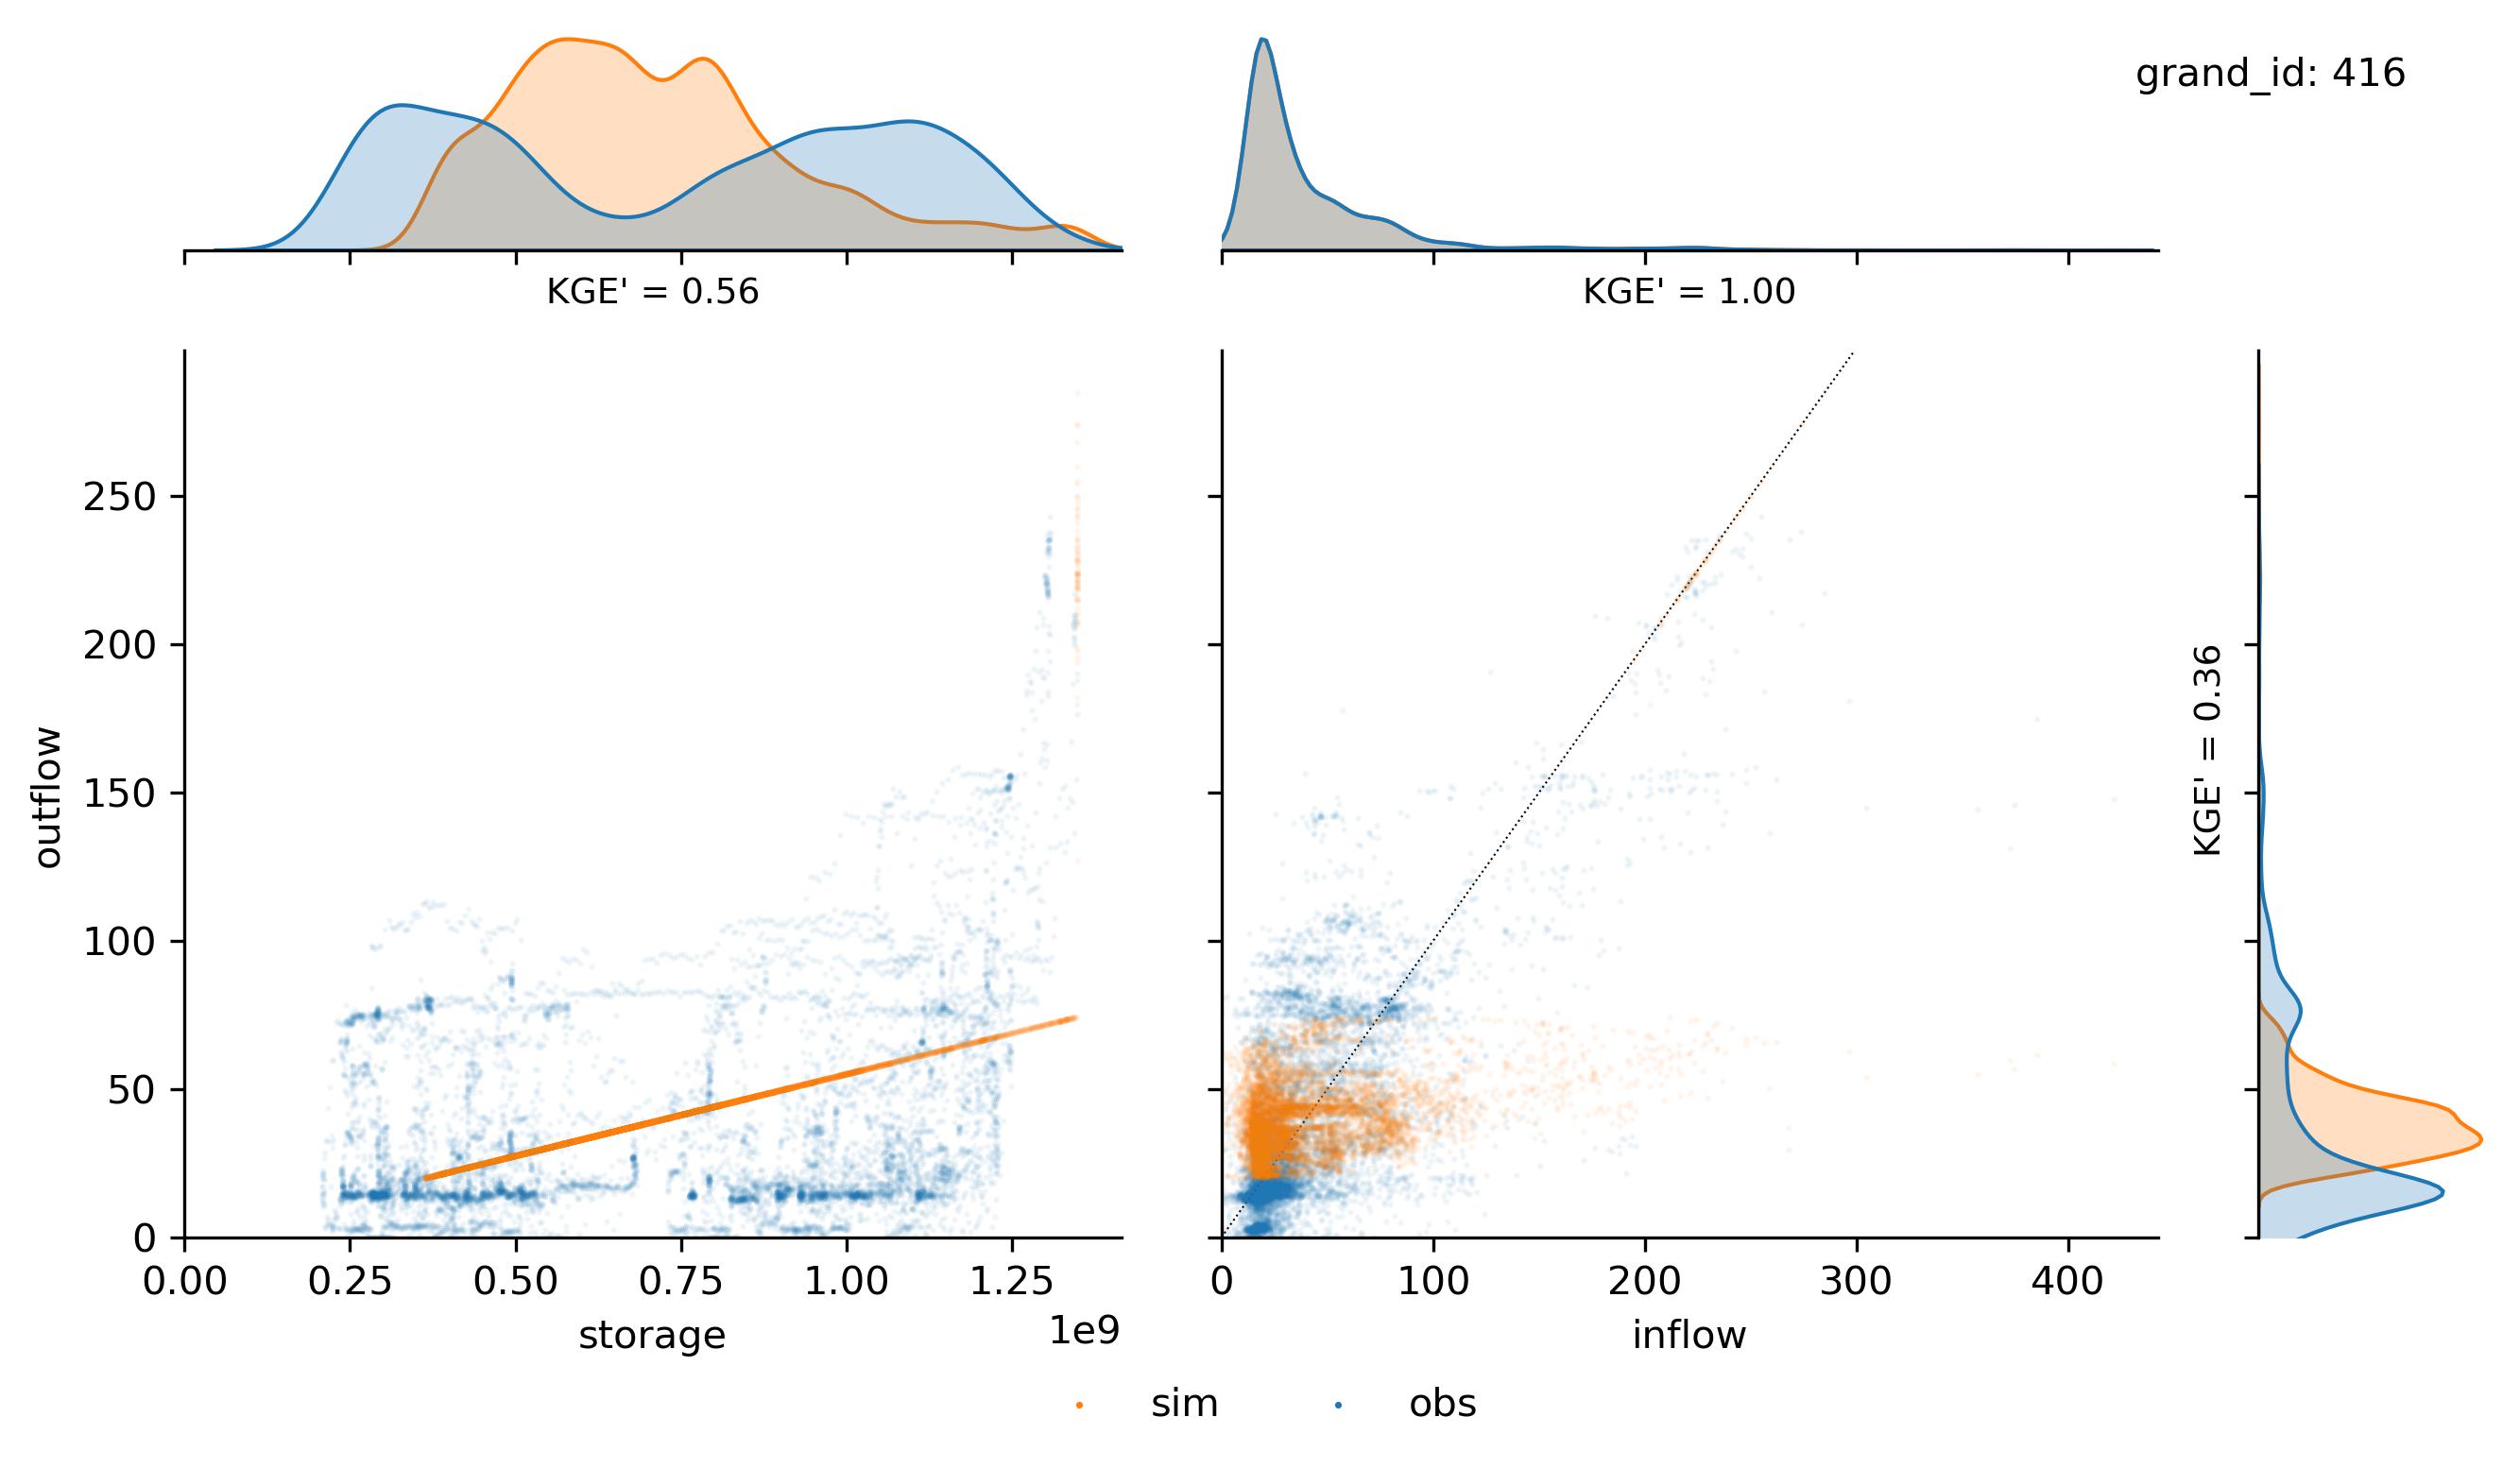 grand_id: 416
KGE' = 0.56
KGE' = 1.00
outflow
250
200
150
100
50
0
0.00 0.25 0.50 0.75 1.00 1.25
1e9
storage
0 100 200 300 400
inflow
KGE' = 0.36
sim obs